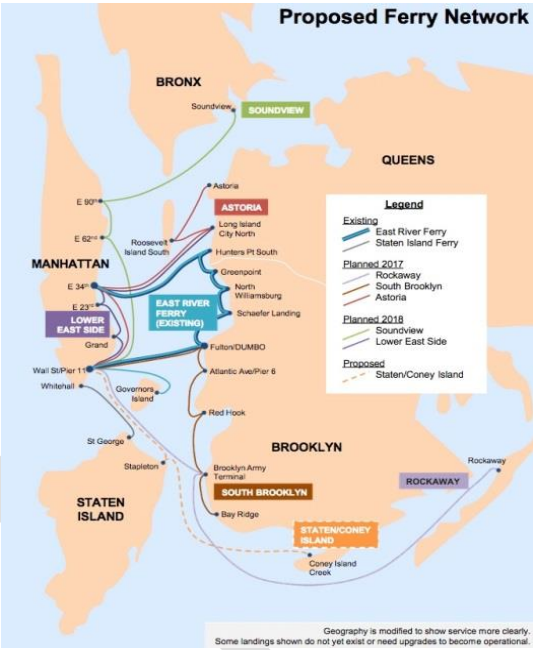 Proposed Ferry Network
BRONX
Soundview
SOUNDVIEW
QUEENS
E 90th
Astoria
ASTORIA
Long Island
City North
E 62nd
Roosevelt
Island South
Hunters Pt South
MANHATTAN
Greenpoint
E 34th
North
Williamsburg
E 23rd
EAST RIVER
FERRY
(EXISTING)
Schaefer Landing
LOWER
EAST SIDE
Grand
Fulton/DUMBO
Wall St/Pier 11
Atlantic Ave/Pier 6
Whitehall
Governors
Island
Red Hook
St George
BROOKLYN
Stapleton
Brooklyn Army
Terminal
Rockaway
ROCKAWAY
SOUTH BROOKLYN
STATEN
ISLAND
Bay Ridge
STATEN/CONEY
ISLAND
Coney Island
Creek
Legend
Existing
East River Ferry
Staten Island Ferry
Planned 2017
Rockaway
South Brooklyn
Astoria
Planned 2018
Soundview
Lower East Side
Proposed
Staten/Coney Island
Geography is modified to show service more clearly.
Some landings shown do not yet exist or need upgrades to become operational.